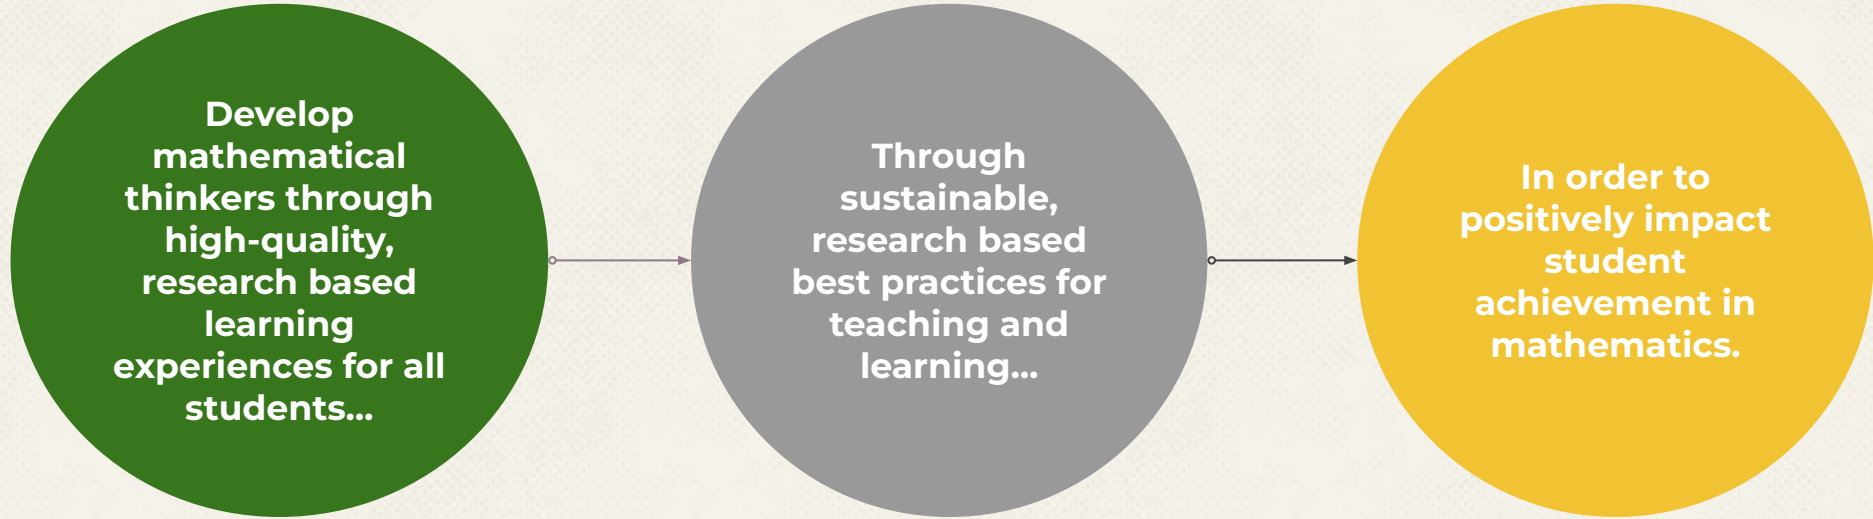 Develop
mathematical
thinkers through
high-quality,
research based
learning
experiences for all
students...
Through
sustainable,
research based
best practices for
teaching and
learning...
In order to
positively impact
student
achievement in
mathematics.